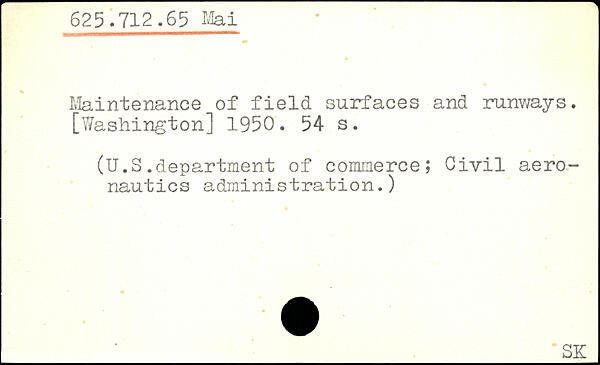 625.712.65 Mai
Maintenance of field surfaces and runways.
[Washington] 1950. 54 s.
(U.S.department of commerce; Civil aero-
nautics administration.)
SK